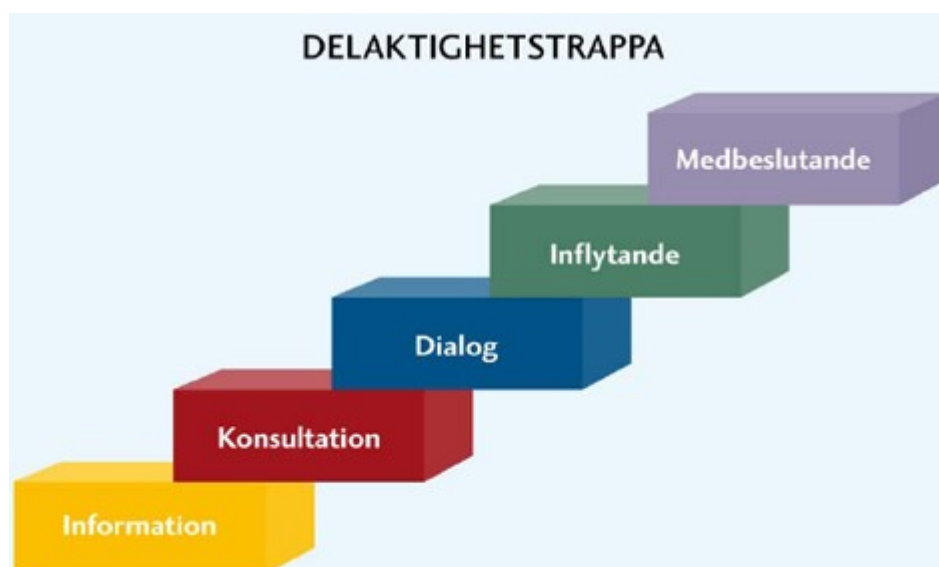 DELAKTIGHETSTRAPPA
Medbeslutande
Inflytande
Dialog
Konsultation
Information